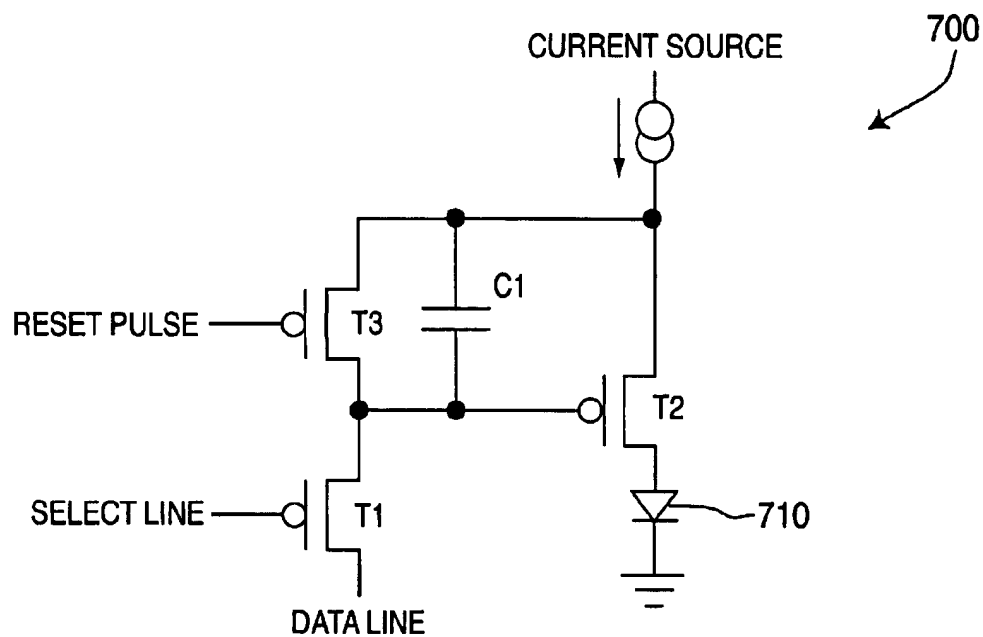 700
CURRENT SOURCE
C1
RESET PULSE
T3
T2
SELECT LINE
T1
710
DATA LINE